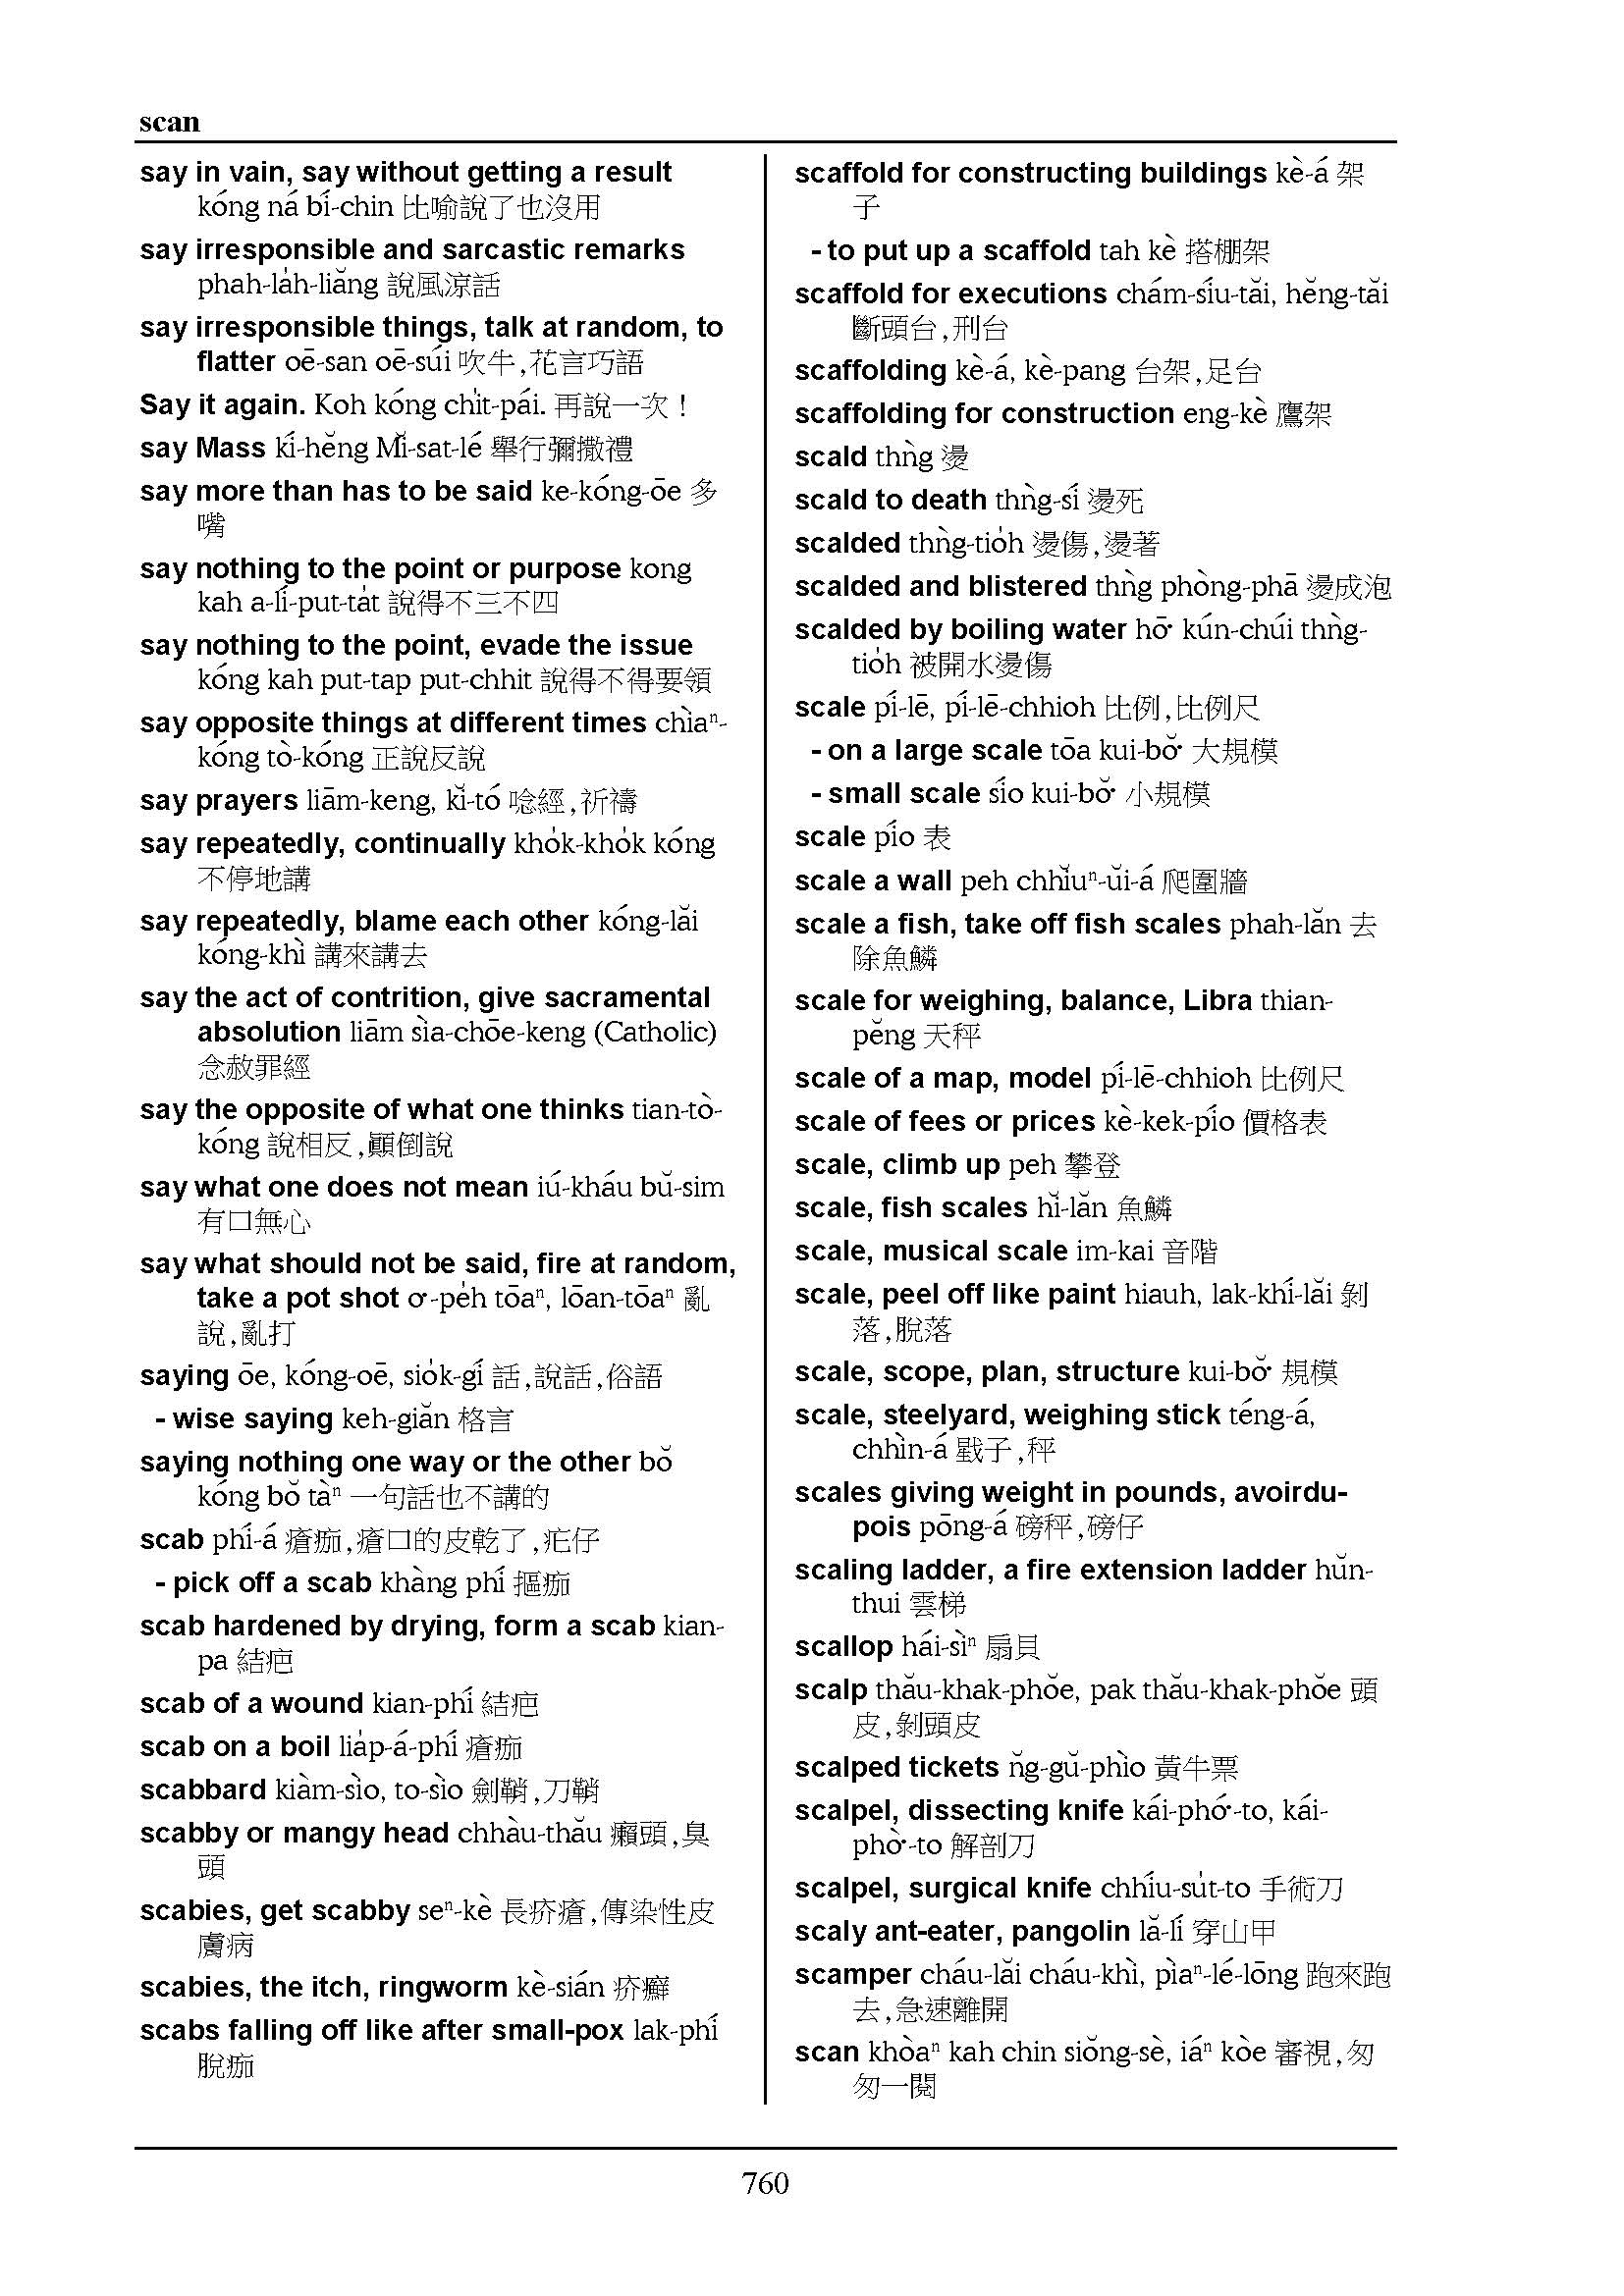 scan
say in vain, say without getting a result
kóng ná bí-chin 比喻說了也沒用
say irresponsible and sarcastic remarks
phah-la̍h-liăng 說風涼話
say irresponsible things, talk at random, to
flatter oē-san oē-súi 吹牛,花言巧語
Say it again. Koh kóng chi̍t-pái. 再說一次！
say Mass kí-hĕng Mĭ-sat-lé 舉行彌撒禮
say more than has to be said ke-kóng-ōe 多
嘴
say nothing to the point or purpose kong
kah a-lí-put-ta̍t 說得不三不四
say nothing to the point, evade the issue
kóng kah put-tap put-chhit 說得不得要領
say opposite things at different times chìaⁿ-
kóng tò-kóng 正說反說
say prayers liām-keng, kĭ-tó 唸經,祈禱
say repeatedly, continually kho̍k-kho̍k kóng
不停地講
say repeatedly, blame each other kóng-lăi
kóng-khì 講來講去
say the act of contrition, give sacramental
absolution liām sìa-chōe-keng (Catholic)
念赦罪經
say the opposite of what one thinks tian-tò-
kóng 說相反,顚倒說
say what one does not mean iú-kháu bŭ-sim
有口無心
say what should not be said, fire at random,
take a pot shot o͘-pe̍h tōaⁿ, lōan-tōaⁿ 亂
說,亂打
saying ōe, kóng-oē, sio̍k-gí 話,說話,俗語
- wise saying keh-giăn 格言
saying nothing one way or the other bŏ
kóng bŏ tàⁿ 一句話也不講的
scab phí-á 瘡痂,瘡口的皮乾了,疕仔
- pick off a scab khàng phí 摳痂
scab hardened by drying, form a scab kian-
pa 結疤
scab of a wound kian-phí 結疤
scab on a boil lia̍p-á-phí 瘡痂
scabbard kiàm-sìo, to-sìo 劍鞘,刀鞘
scabby or mangy head chhàu-thău 癩頭,臭
頭
scabies, get scabby seⁿ-kè 長疥瘡,傳染性皮
膚病
scabies, the itch, ringworm kè-sián 疥癬
scabs falling off like after small-pox lak-phí
脫痂
scaffold for constructing buildings kè-á 架
子
- to put up a scaffold tah kè 搭棚架
scaffold for executions chám-síu-tăi, hĕng-tăi
斷頭台,刑台
scaffolding kè-á, kè-pang 台架,足台
scaffolding for construction eng-kè 鷹架
scald thǹg 燙
scald to death thǹg-sí 燙死
scalded thǹg-tio̍h 燙傷,燙著
scalded and blistered thǹg phòng-phā 燙成泡
scalded by boiling water hō͘ kún-chúi thǹg-
tio̍h 被開水燙傷
scale pí-lē, pí-lē-chhioh 比例,比例尺
- on a large scale tōa kui-bŏ͘ 大規模
- small scale sío kui-bŏ͘ 小規模
scale pío 表
scale a wall peh chhĭuⁿ-ŭi-á 爬圍牆
scale a fish, take off fish scales phah-lăn 去
除魚鱗
scale for weighing, balance, Libra thian-
pĕng 天秤
scale of a map, model pí-lē-chhioh 比例尺
scale of fees or prices kè-kek-pío 價格表
scale, climb up peh 攀登
scale, fish scales hĭ-lăn 魚鱗
scale, musical scale im-kai 音階
scale, peel off like paint hiauh, lak-khí-lăi 剝
落,脫落
scale, scope, plan, structure kui-bŏ͘ 規模
scale, steelyard, weighing stick téng-á,
chhìn-á 戥子,秤
scales giving weight in pounds, avoirdu-
pois pōng-á 磅秤,磅仔
scaling ladder, a fire extension ladder hŭn-
thui 雲梯
scallop hái-sìⁿ 扇貝
scalp thău-khak-phŏe, pak thău-khak-phŏe 頭
皮,剝頭皮
scalped tickets n̆g-gŭ-phìo 黃牛票
scalpel, dissecting knife kái-phó͘-to, kái-
phò͘-to 解剖刀
scalpel, surgical knife chhíu-su̍t-to 手術刀
scaly ant-eater, pangolin lă-lí 穿山甲
scamper cháu-lăi cháu-khì, pìaⁿ-lé-lōng 跑來跑
去,急速離開
scan khòaⁿ kah chin siŏng-sè, iáⁿ kòe 審視,匆
匆一閱
760